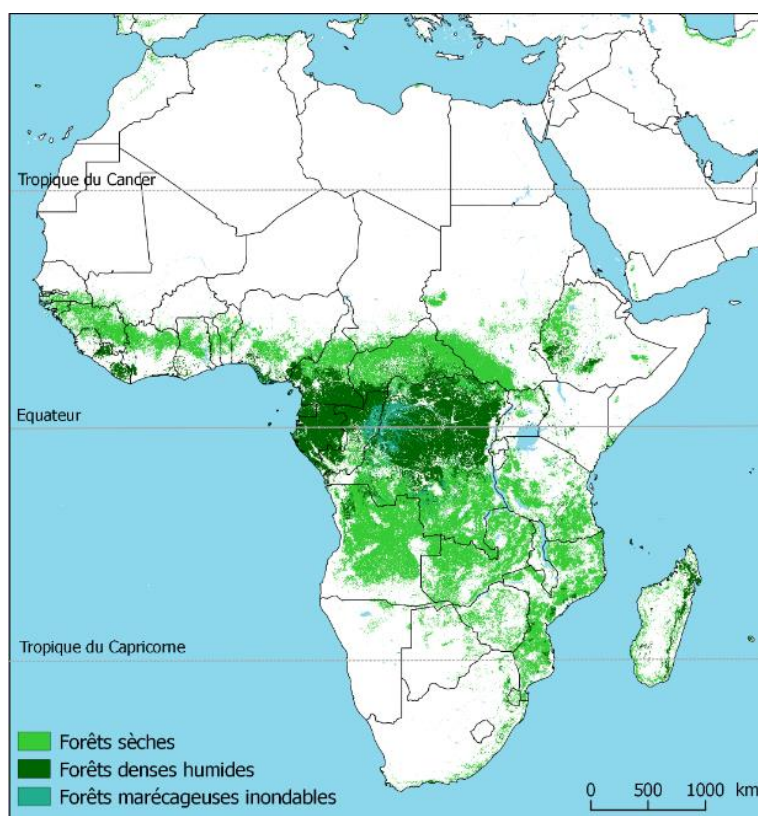 Tropique du Cancer
Equateur
Tropique du Capricorne
Forêts sèches
Forêts denses humides
Forêts marécageuses inondables
0 500 1000 km